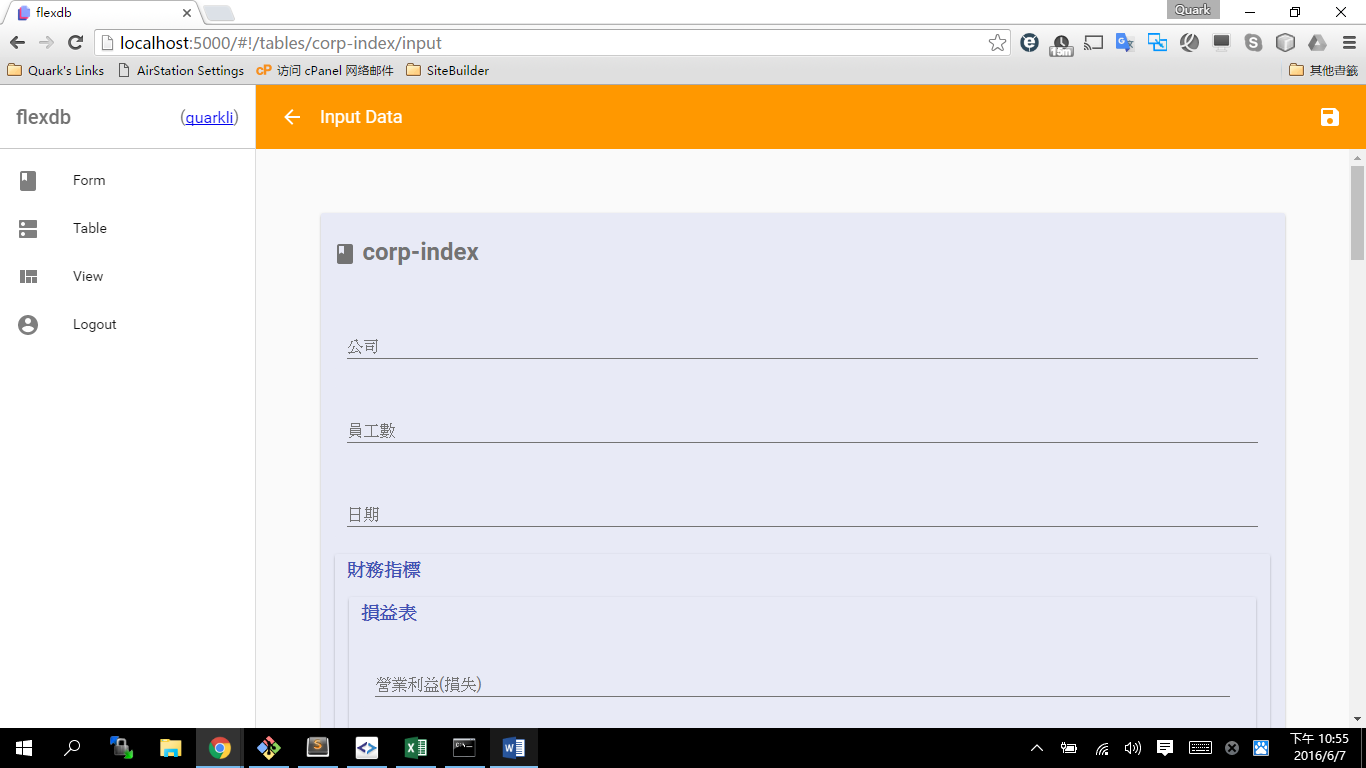 flexdb
Quark
localhost:5000/#!/tables/corp-index/input
15m
Quark's Links
AirStation Settings
cP 访问 cPanel 网络邮件
SiteBuilder
其他書籤
flexdb
(quarkli)
Input Data
Form
Table
View
Logout
corp-index
公司
員工數
日期
財務指標
損益表
營業利益(損失)
下午 10:55
2016/6/7